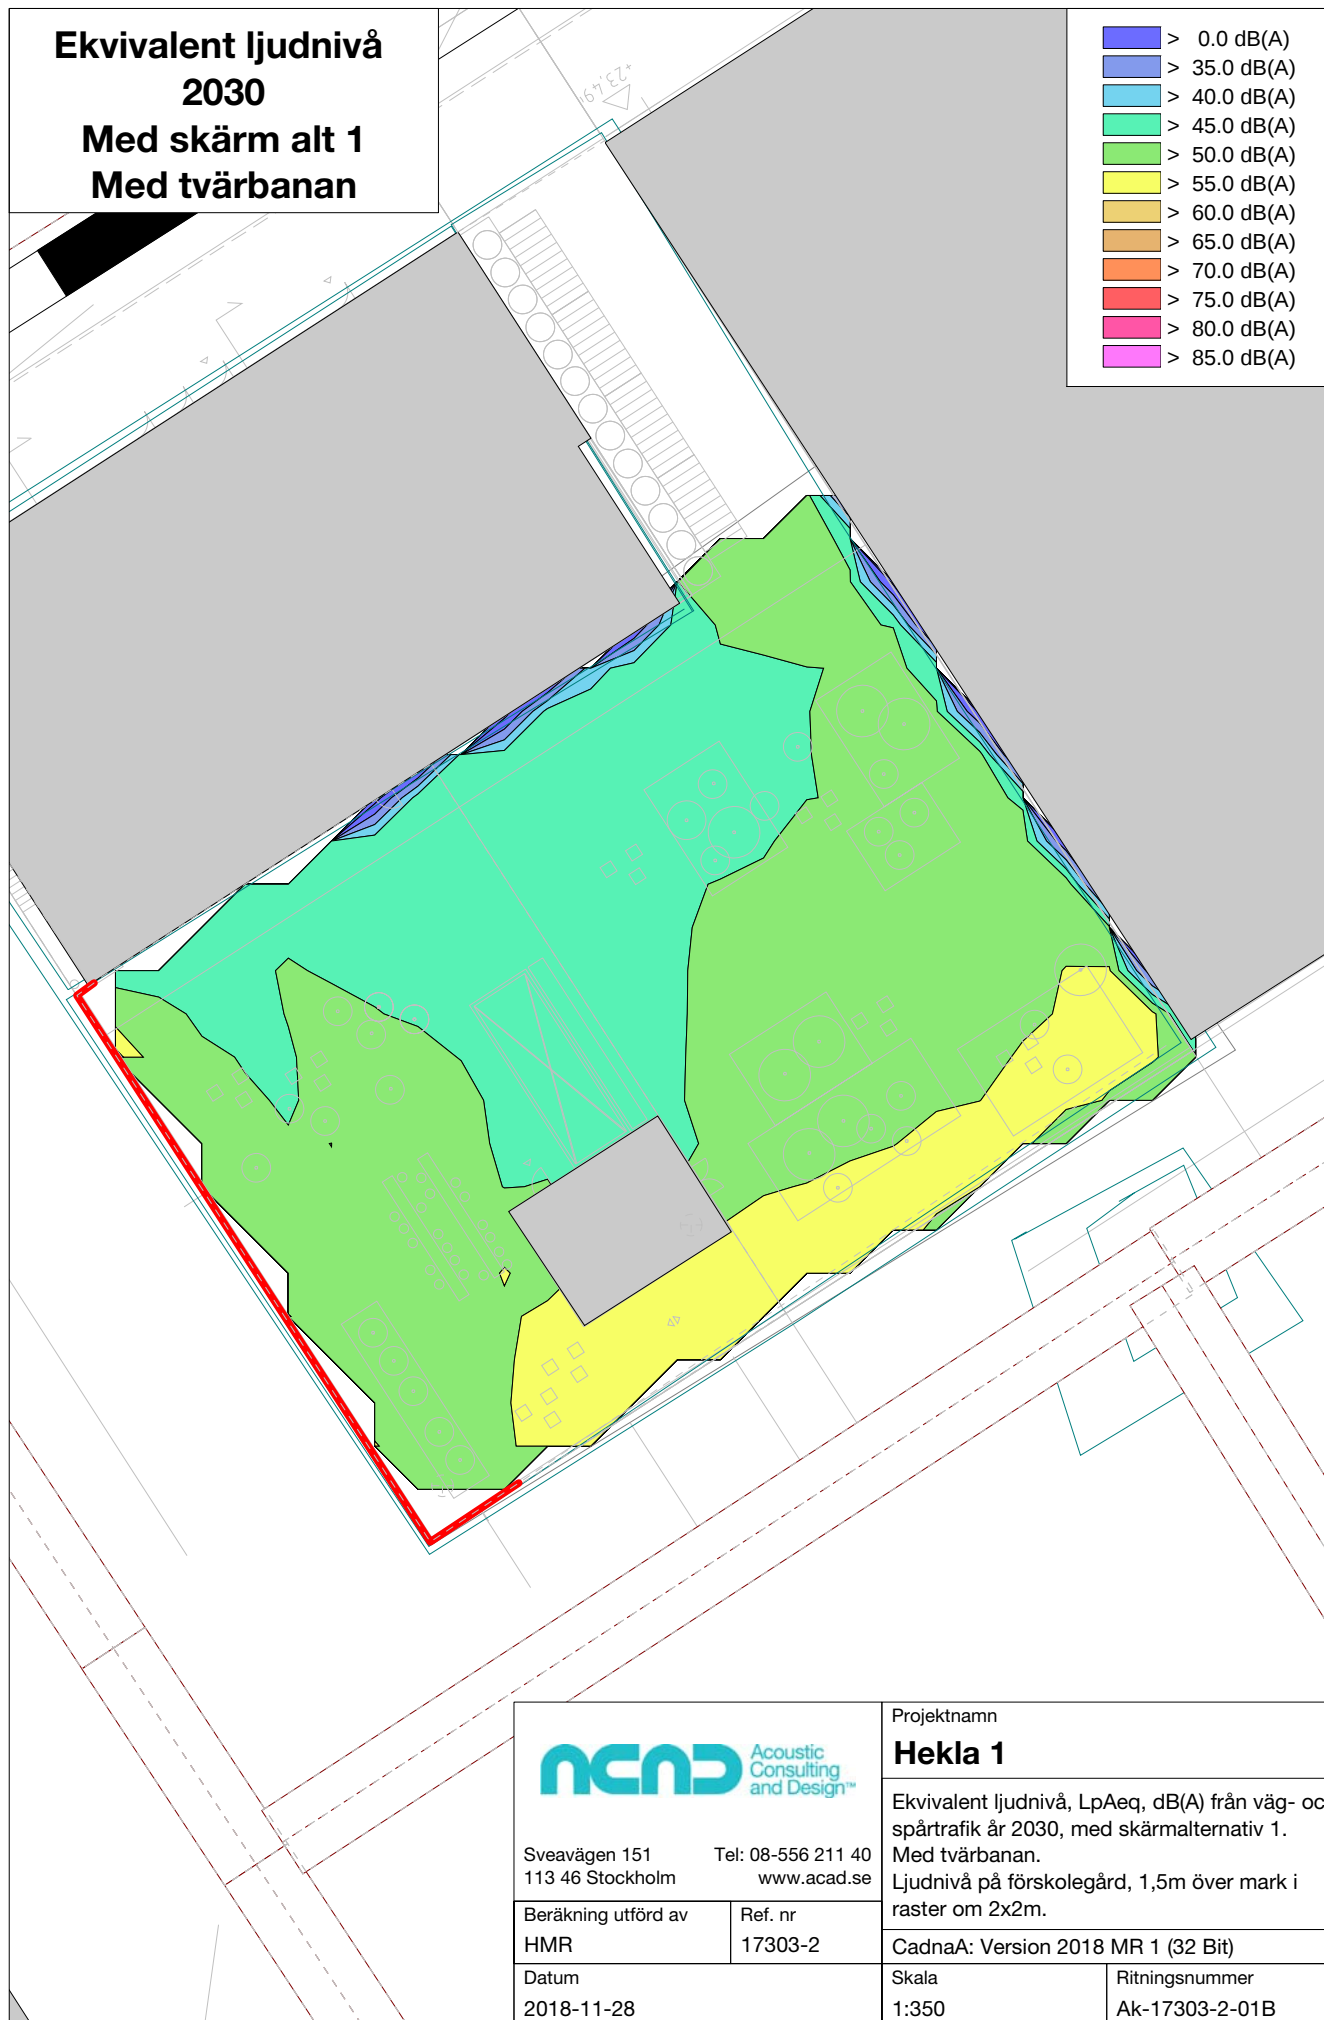 Ekvivalent ljudnivå
2030
Med skärm alt 1
Med tvärbanan
> 0.0 dB(A)
> 35.0 dB(A)
> 40.0 dB(A)
> 45.0 dB(A)
> 50.0 dB(A)
> 55.0 dB(A)
> 60.0 dB(A)
> 65.0 dB(A)
> 70.0 dB(A)
> 75.0 dB(A)
> 80.0 dB(A)
> 85.0 dB(A)
+23,49
ACAD Acoustic
Consulting
and Design™
Sveavägen 151 Tel: 08-556 211 40
113 46 Stockholm www.acad.se
Beräkning utförd av
HMR
Ref. nr
17303-2
Datum
2018-11-28
Projektnamn
Hekla 1
Ekvivalent ljudnivå, LpAeq, dB(A) från väg- oc
spårtrafik år 2030, med skärmalternativ 1.
Med tvärbanan.
Ljudnivå på förskolegård, 1,5m över mark i
raster om 2x2m.
CadnaA: Version 2018 MR 1 (32 Bit)
Skala
1:350
Ritningsnummer
Ak-17303-2-01B